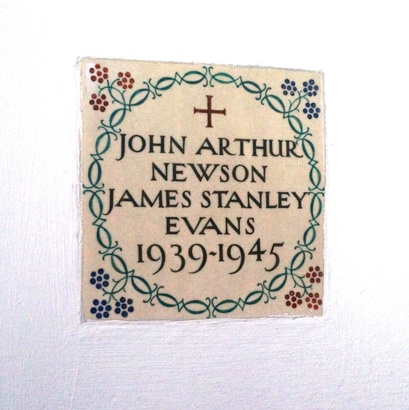 JOHN ARTHUR
NEWSON
JAMES STANLEY
EVANS
1939-1945